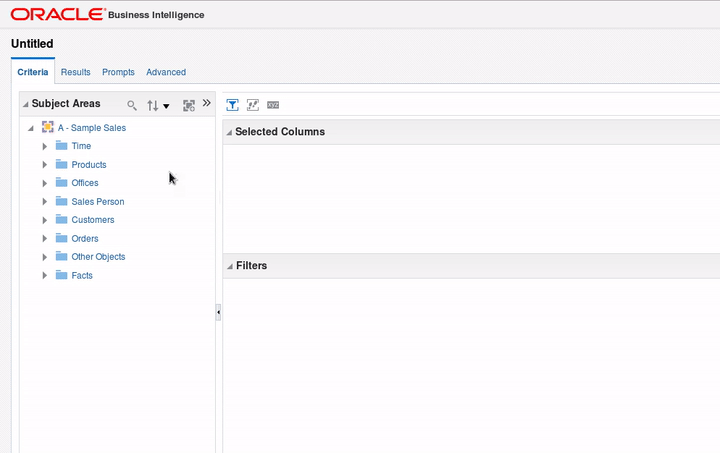 ORACLE Business Intelligence
Untitled
Criteria Results Prompts Advanced
Subject Areas
A - Sample Sales
Time
Products
Offices
Sales Person
Customers
Orders
Other Objects
Facts
Selected Columns
Filters